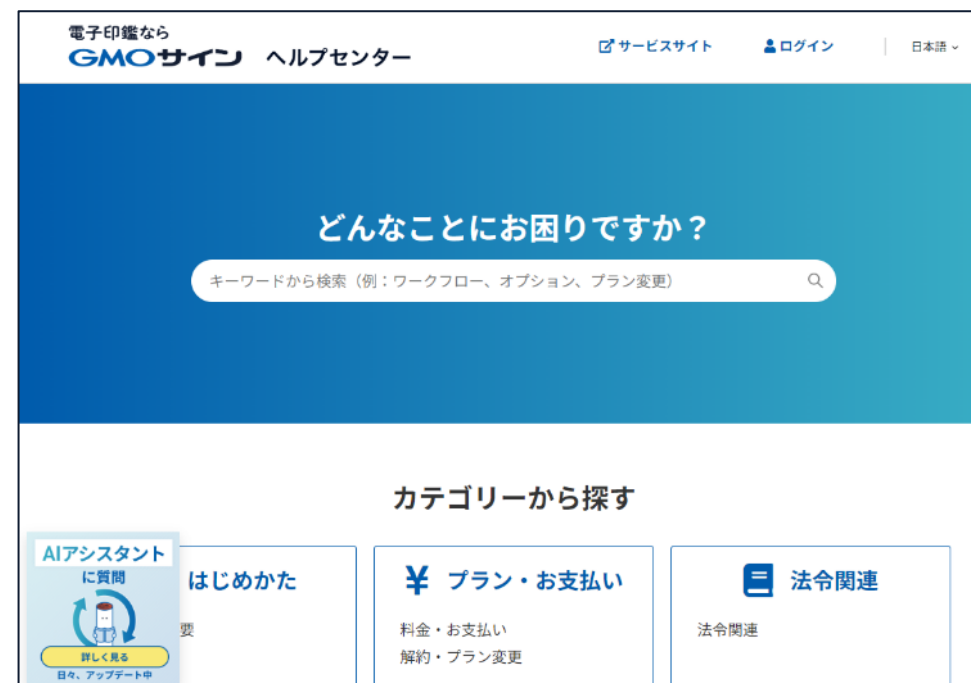 電子印鑑なら
GMOサイン ヘルプセンター
サービスサイト
ログイン
日本語
どんなことにお困りですか？
キーワードから検索（例：ワークフロー、オプション、プラン変更）
カテゴリーから探す
AIアシスタント
に質問
詳しく見る
日々、アップデート中
はじめかた
要
プラン・お支払い
料金・お支払い
解約・プラン変更
法令関連
法令関連